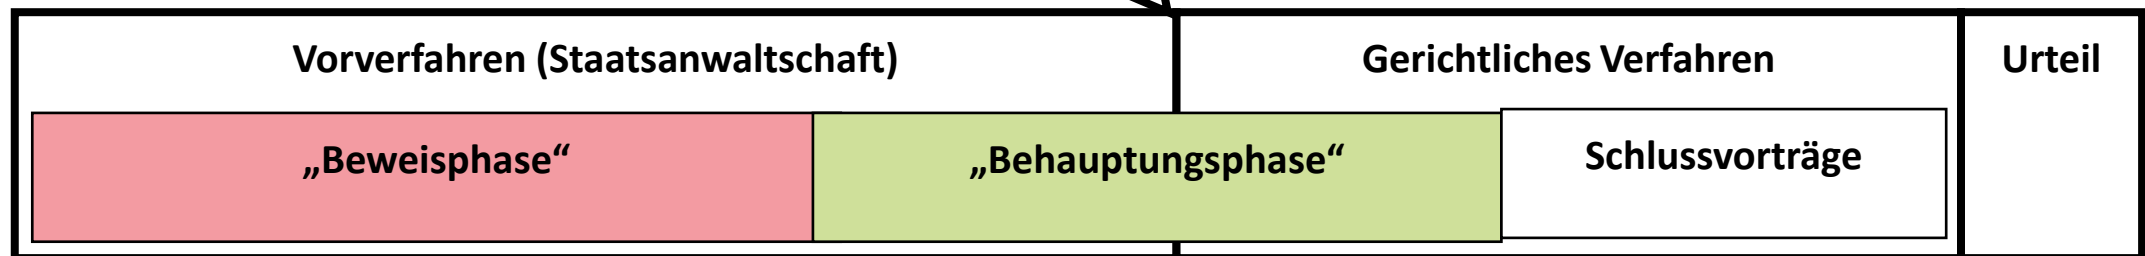 Vorverfahren (Staatsanwaltschaft)
Gerichtliches Verfahren
Urteil
„Beweisphase“
„Behauptungsphase“
Schlussvorträge